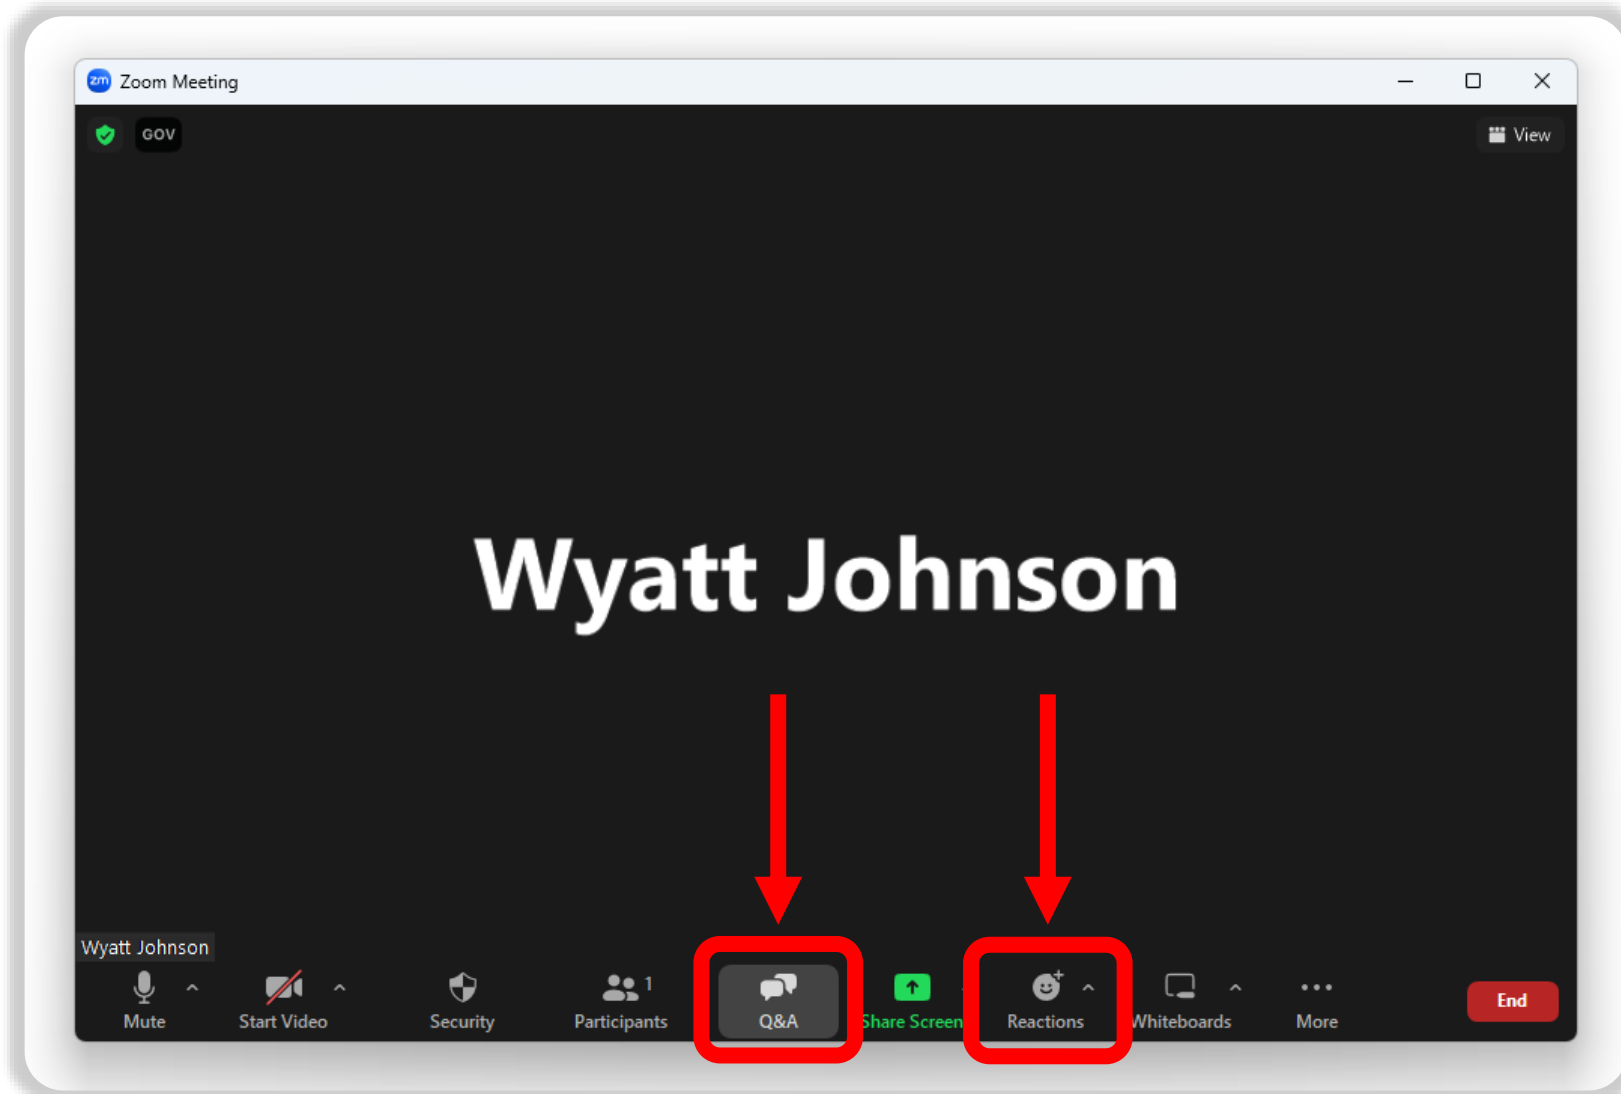 zm Zoom Meeting
GOV
View
Wyatt Johnson
Wyatt Johnson
1
Mute Start Video Security Participants Q&A Share Screen Reactions Whiteboards More End